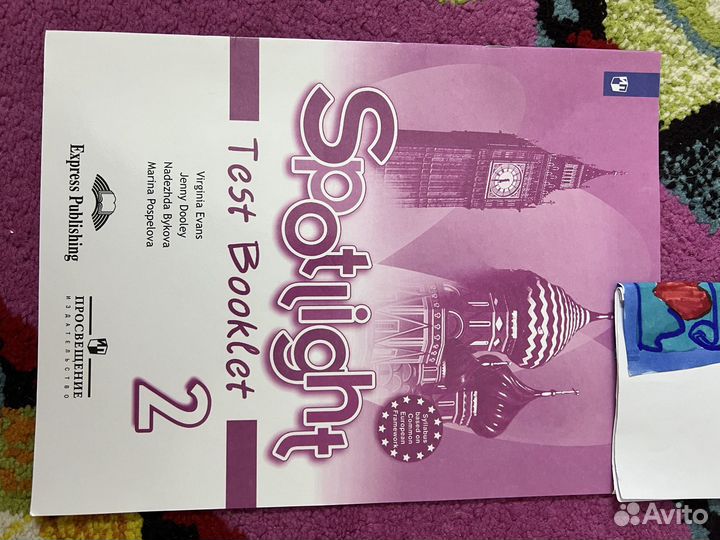 Spotlight
Test Booklet
2
Virginia Evans
Jenny Dooley
Nadezhda Bykova
Marina Pospelova
Syllabus
based on
Common
European
Framework
Express Publishing
ПРОСВЕЩЕНИЕ
ИЗДАТЕЛЬСТВО
Avito